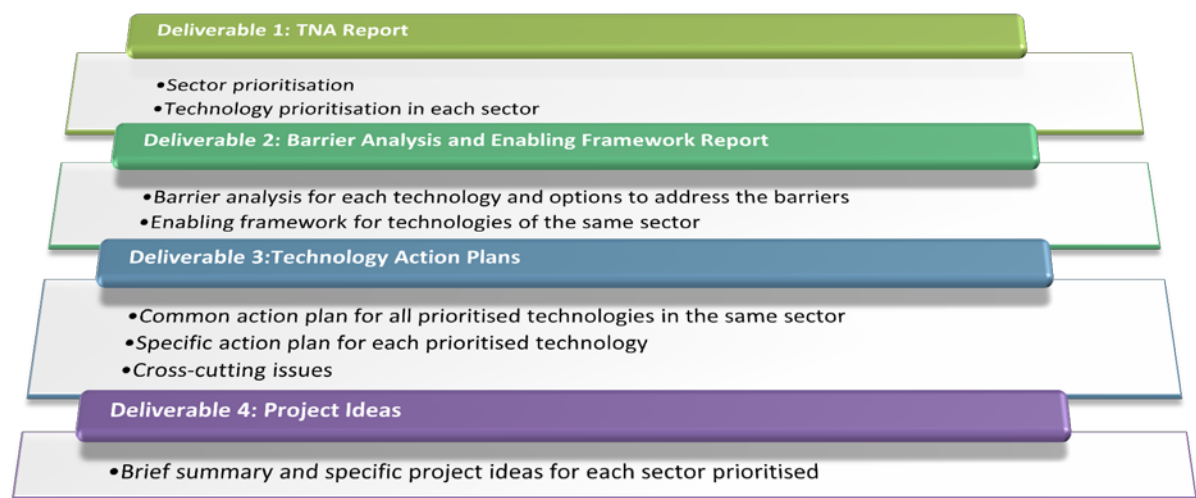 Deliverable 1: TNA Report
•Sector prioritisation
•Technology prioritisation in each sector
Deliverable 2: Barrier Analysis and Enabling Framework Report
•Barrier analysis for each technology and options to address the barriers
•Enabling framework for technologies of the same sector
Deliverable 3:Technology Action Plans
•Common action plan for all prioritised technologies in the same sector
•Specific action plan for each prioritised technology
•Cross-cutting issues
Deliverable 4: Project Ideas
•Brief summary and specific project ideas for each sector prioritised